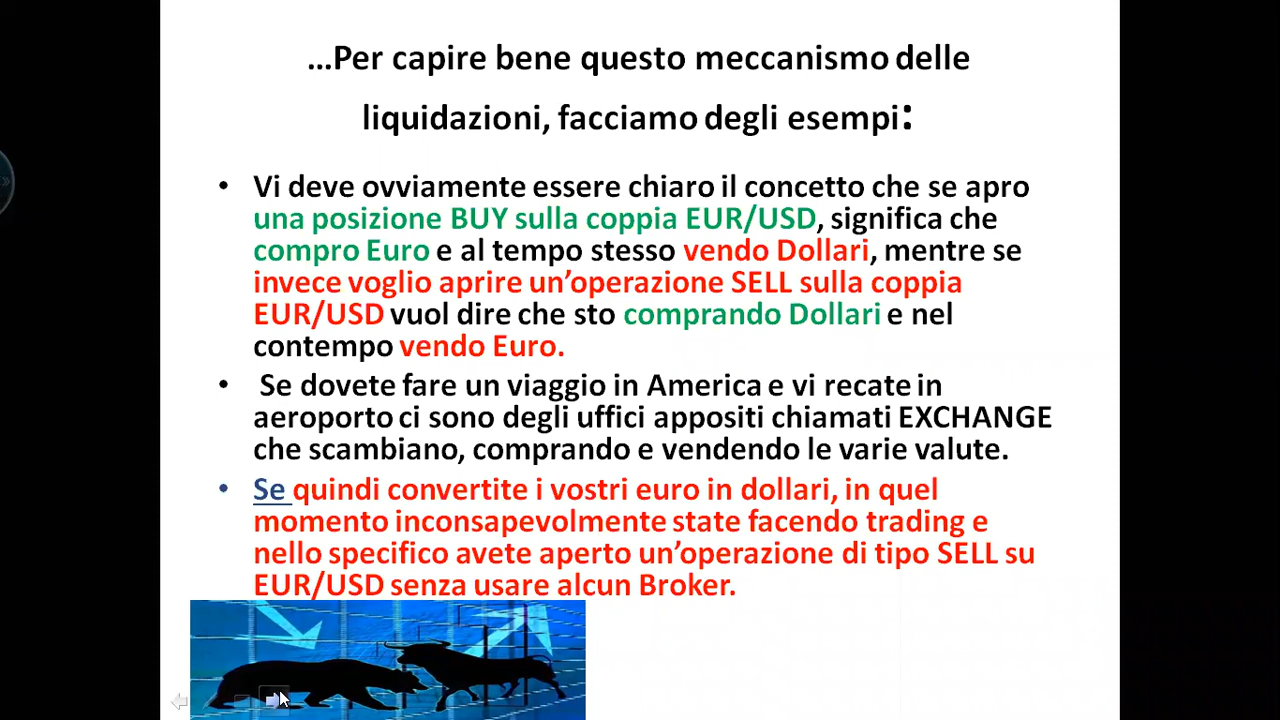 ...Per capire bene questo meccanismo delle
liquidazioni, facciamo degli esempi:
• Vi deve ovviamente essere chiaro il concetto che se apro
una posizione BUY sulla coppia EUR/USD, significa che
compro Euro e al tempo stesso vendo Dollari, mentre se
invece voglio aprire un’operazione SELL sulla coppia
EUR/USD vuol dire che sto comprando Dollari e nel
contempo vendo Euro.
• Se dovete fare un viaggio in America e vi recate in
aeroporto ci sono degli uffici appositi chiamati EXCHANGE
che scambiano, comprando e vendendo le varie valute.
• Se quindi convertite i vostri euro in dollari, in quel
momento inconsapevolmente state facendo trading e
nello specifico avete aperto un’operazione di tipo SELL su
EUR/USD senza usare alcun Broker.